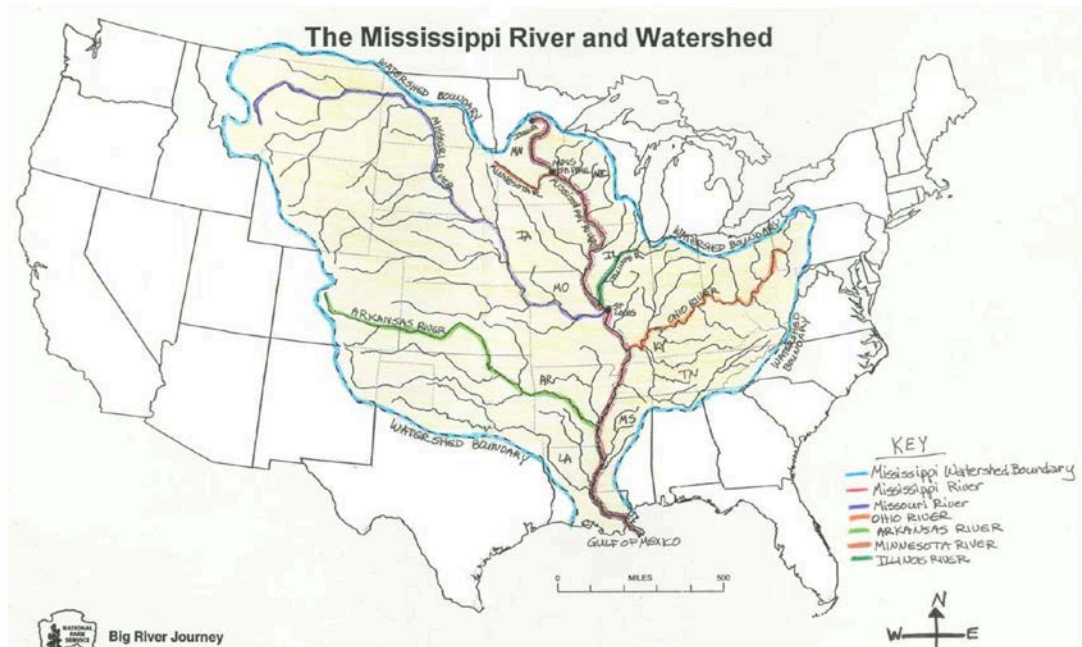 The Mississippi River and Watershed
WATERSHED BOUNDARY
MISSOURI RIVER
MN
MINNESOTA R.
MISSISSIPPI RIVER
IA
IL
ILLINOIS R.
WATERSHED BOUNDARY
MO
ST. LOUIS
OHIO RIVER
ARKANSAS RIVER
KY
WATERSHED BOUNDARY
TN
AR
MS
WATERSHED BOUNDARY
LA
GULF OF MEXICO
KEY
Mississippi Watershed Boundary
Mississippi River
Missouri River
OHIO RIVER
ARKANSAS RIVER
MINNESOTA RIVER
0 MILES 500
N
W E
NATIONAL
PARK
SERVICE
Big River Journey